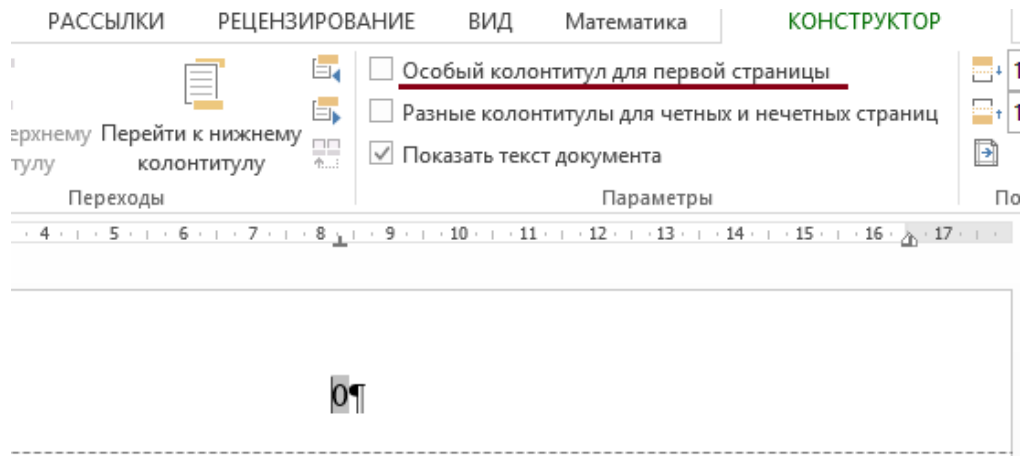 РАССЫЛКИ РЕЦЕНЗИРОВАНИЕ ВИД Математика КОНСТРУКТОР
Особый колонтитул для первой страницы
Разные колонтитулы для четных и нечетных страниц
Перейти к нижнему
колонтитулу
Показать текст документа
Переходы Параметры
4 5 6 7 8 9 10 11 12 13 14 15 16 17
0¶